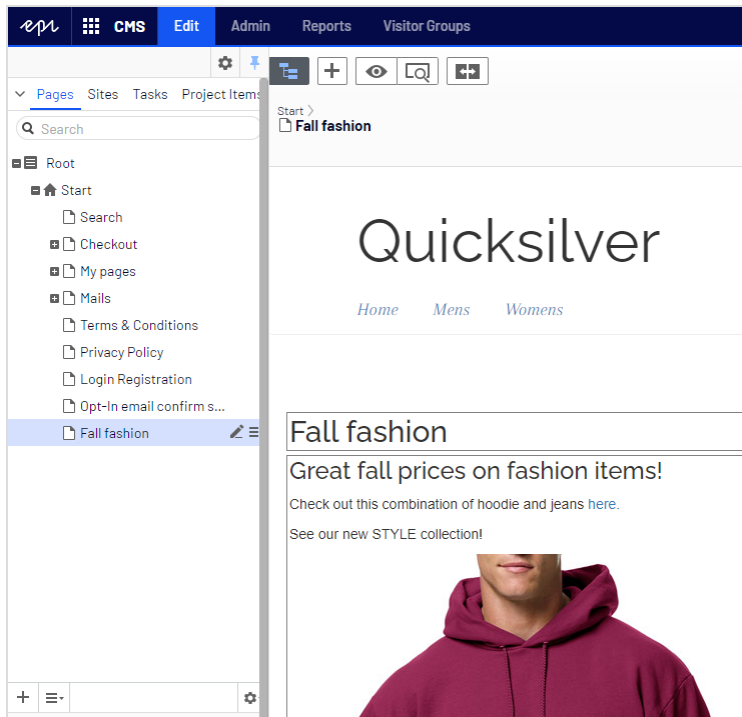 epi CMS Edit Admin Reports Visitor Groups
Pages Sites Tasks Project Items
Search
Root
Start
Search
Checkout
My pages
Mails
Terms & Conditions
Privacy Policy
Login Registration
Opt-In email confirm s...
Fall fashion
Start
Fall fashion
Quicksilver
Home Mens Womens
Fall fashion
Great fall prices on fashion items!
Check out this combination of hoodie and jeans here.
See our new STYLE collection!